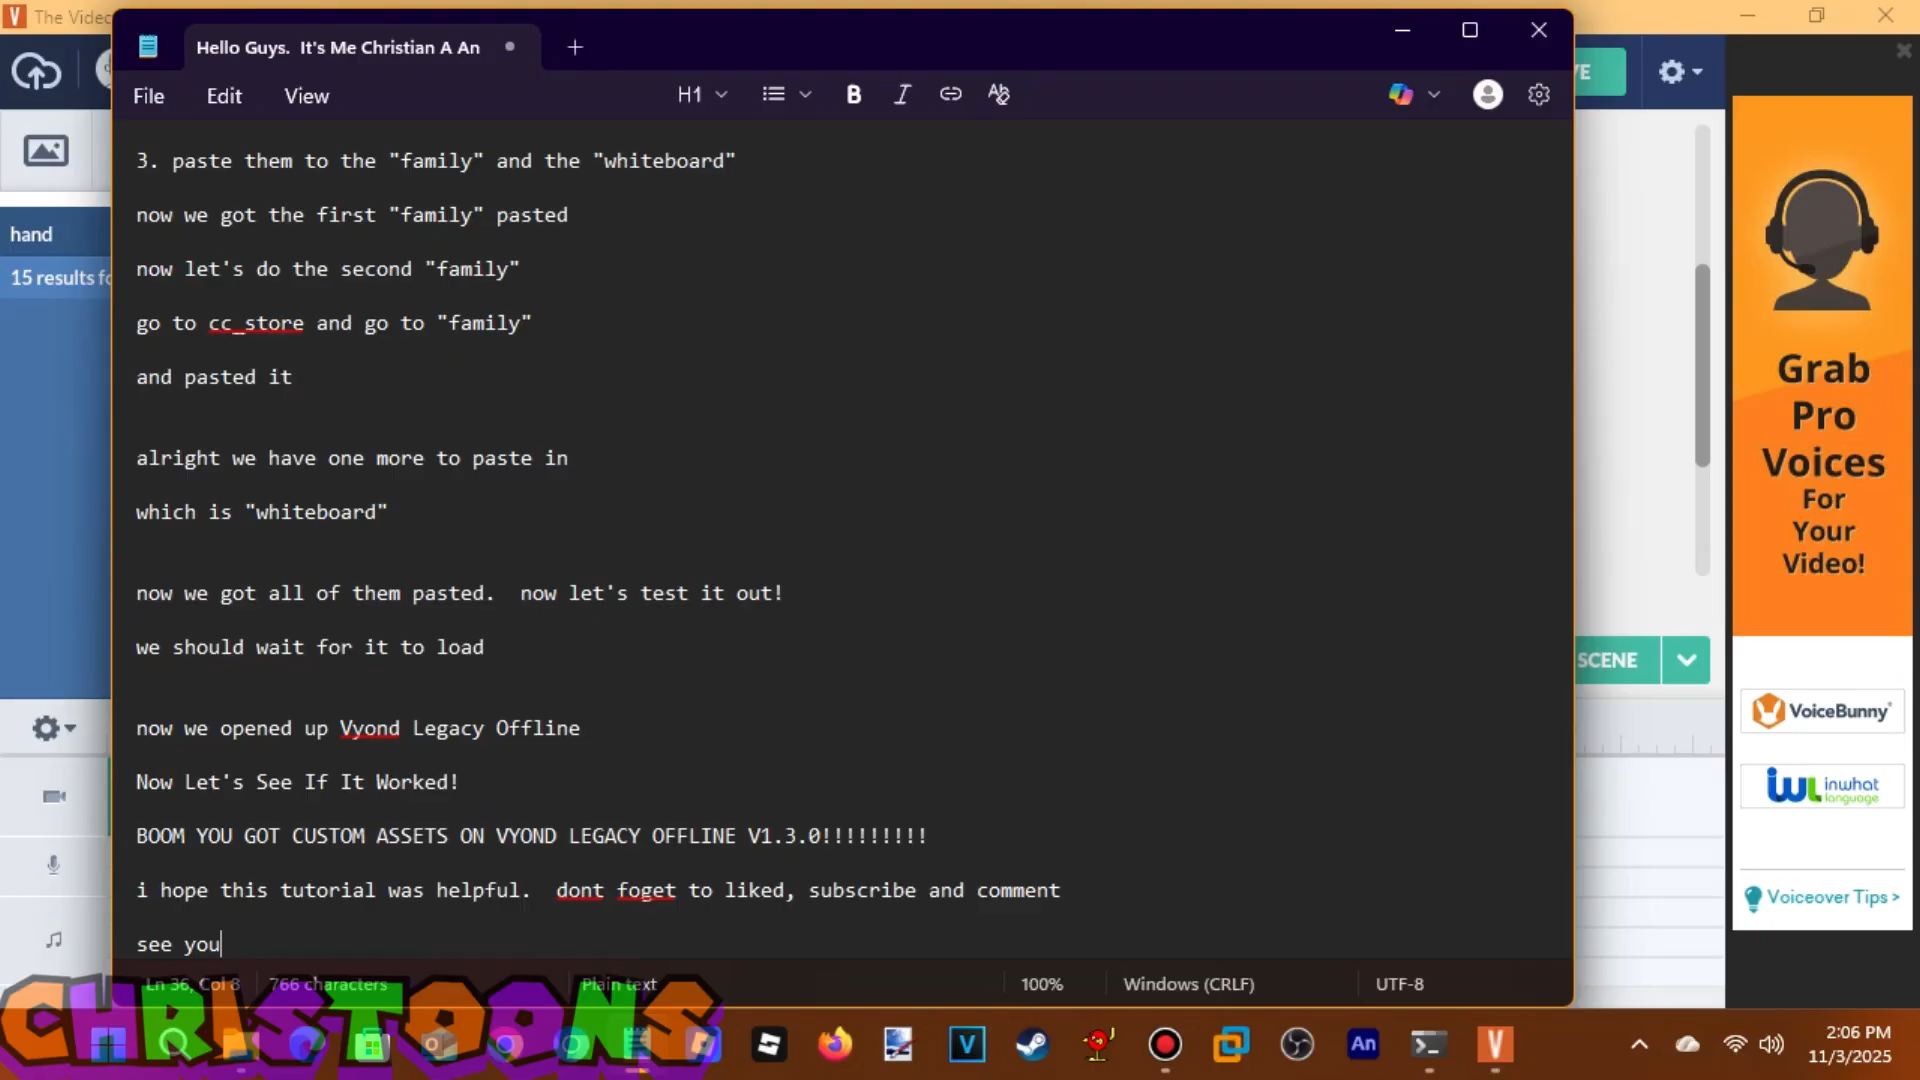 The Videc
Hello Guys.  It's Me Christian A An
File Edit View
H1
hand
15 results fo
3. paste them to the "family" and the "whiteboard"
now we got the first "family" pasted
now let's do the second "family"
go to cc_store and go to "family"
and pasted it
alright we have one more to paste in
which is "whiteboard"
now we got all of them pasted.  now let's test it out!
we should wait for it to load
now we opened up Vyond Legacy Offline
Now Let's See If It Worked!
BOOM YOU GOT CUSTOM ASSETS ON VYOND LEGACY OFFLINE V1.3.0!!!!!!!!!
i hope this tutorial was helpful.  dont foget to liked, subscribe and comment
see you
Ln 36, Col 8 766 characters Plain text 100% Windows (CRLF) UTF-8
VE
SCENE
Grab
Pro
Voices
For
Your
Video!
VoiceBunny
inwhat
language
Voiceover Tips >
CHRISTOONS
An
2:06 PM
11/3/2025